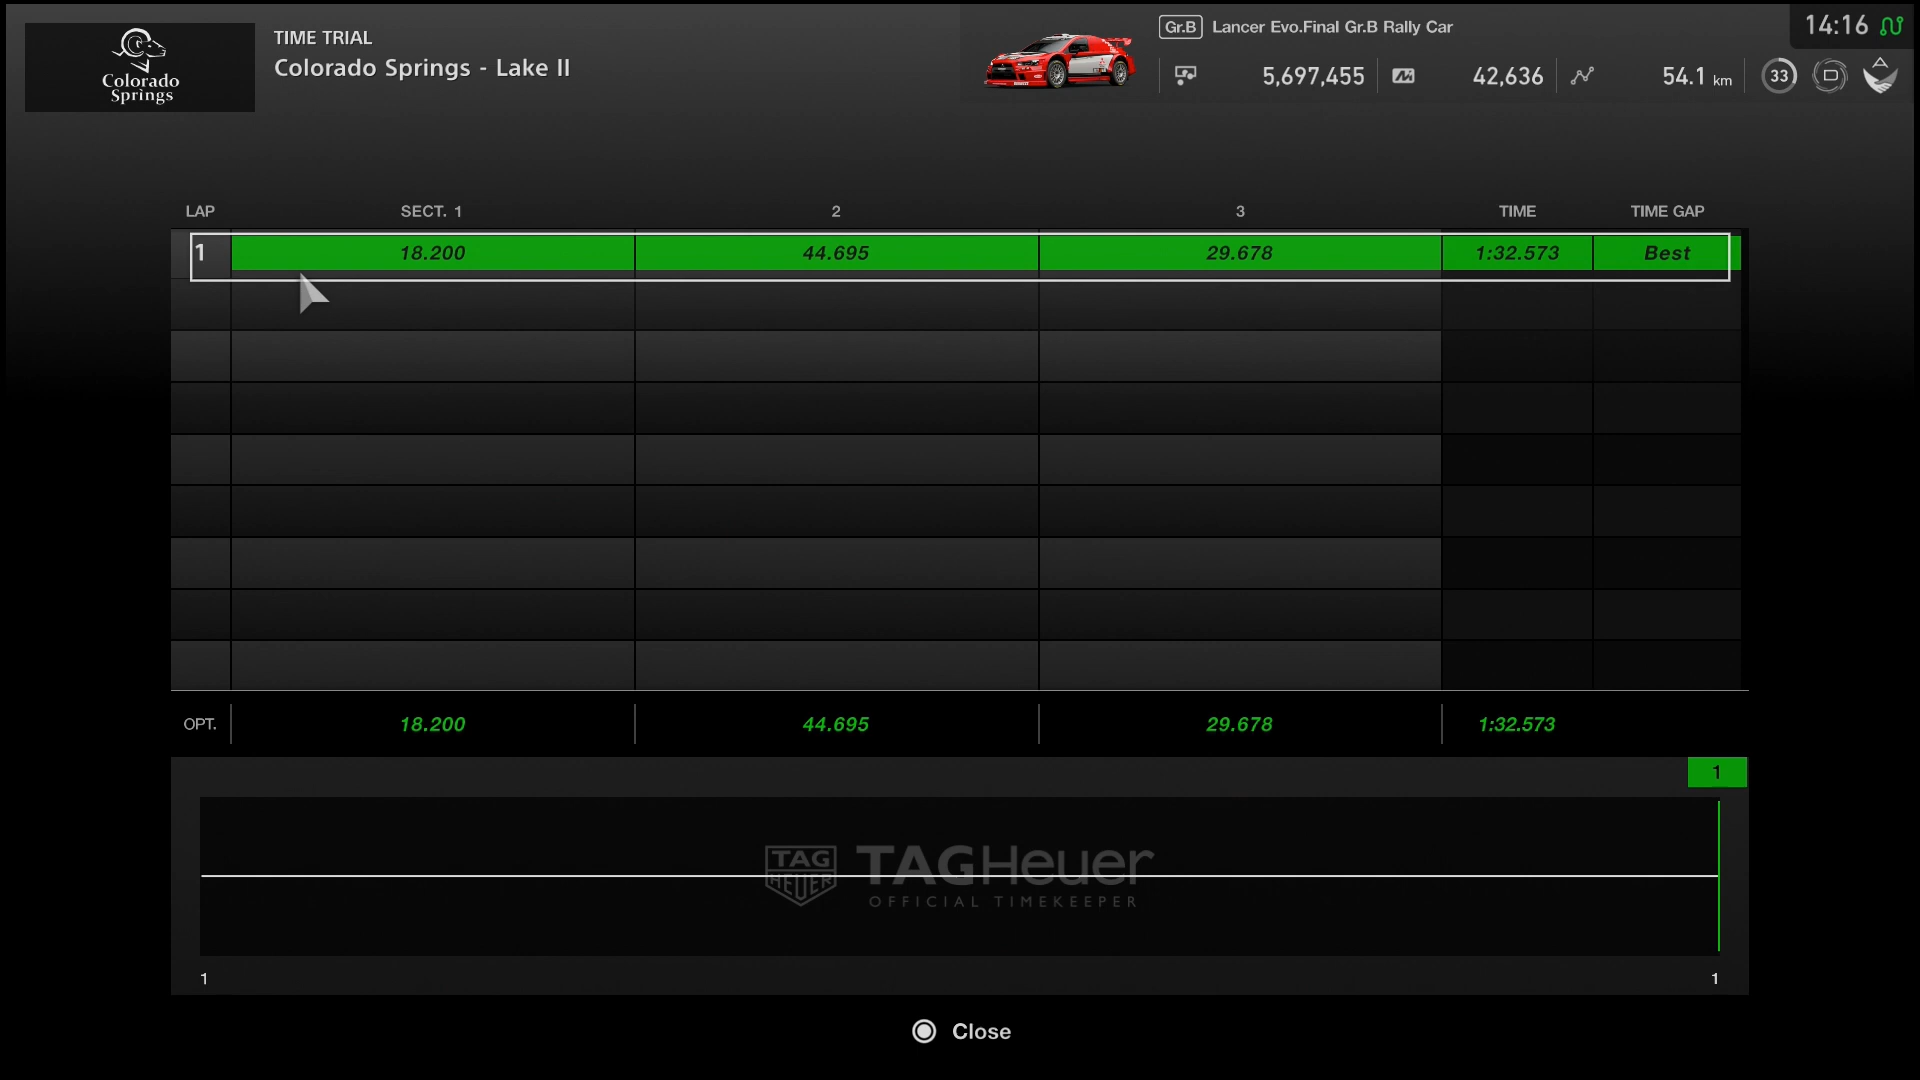 Colorado
Springs
TIME TRIAL
Colorado Springs - Lake II
Gr.B Lancer Evo.Final Gr.B Rally Car
5,697,455 42,636 54.1 km 33 D A
14:16
LAP SECT. 1 2 3 TIME TIME GAP
1 18.200 44.695 29.678 1:32.573 Best
OPT. 18.200 44.695 29.678 1:32.573
1
TAG
HEUER
TAGHeuer
OFFICIAL TIMEKEEPER
1 1
Close